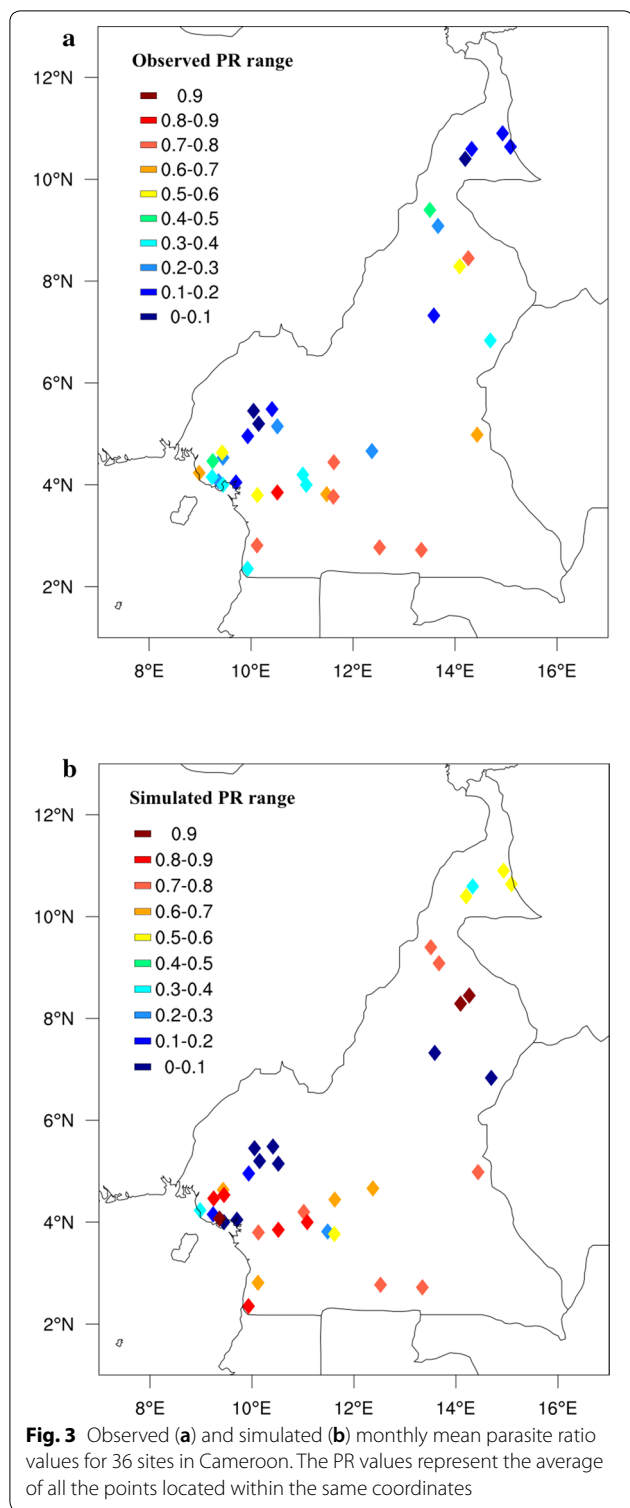 a
Observed PR range
0.9
0.8-0.9
0.7-0.8
0.6-0.7
0.5-0.6
0.4-0.5
0.3-0.4
0.2-0.3
0.1-0.2
0-0.1
12°N
10°N
8°N
6°N
4°N
2°N
8°E 10°E 12°E 14°E 16°E
b
Simulated PR range
0.9
0.8-0.9
0.7-0.8
0.6-0.7
0.5-0.6
0.4-0.5
0.3-0.4
0.2-0.3
0.1-0.2
0-0.1
12°N
10°N
8°N
6°N
4°N
2°N
8°E 10°E 12°E 14°E 16°E
Fig. 3 Observed (a) and simulated (b) monthly mean parasite ratio
values for 36 sites in Cameroon. The PR values represent the average
of all the points located within the same coordinates